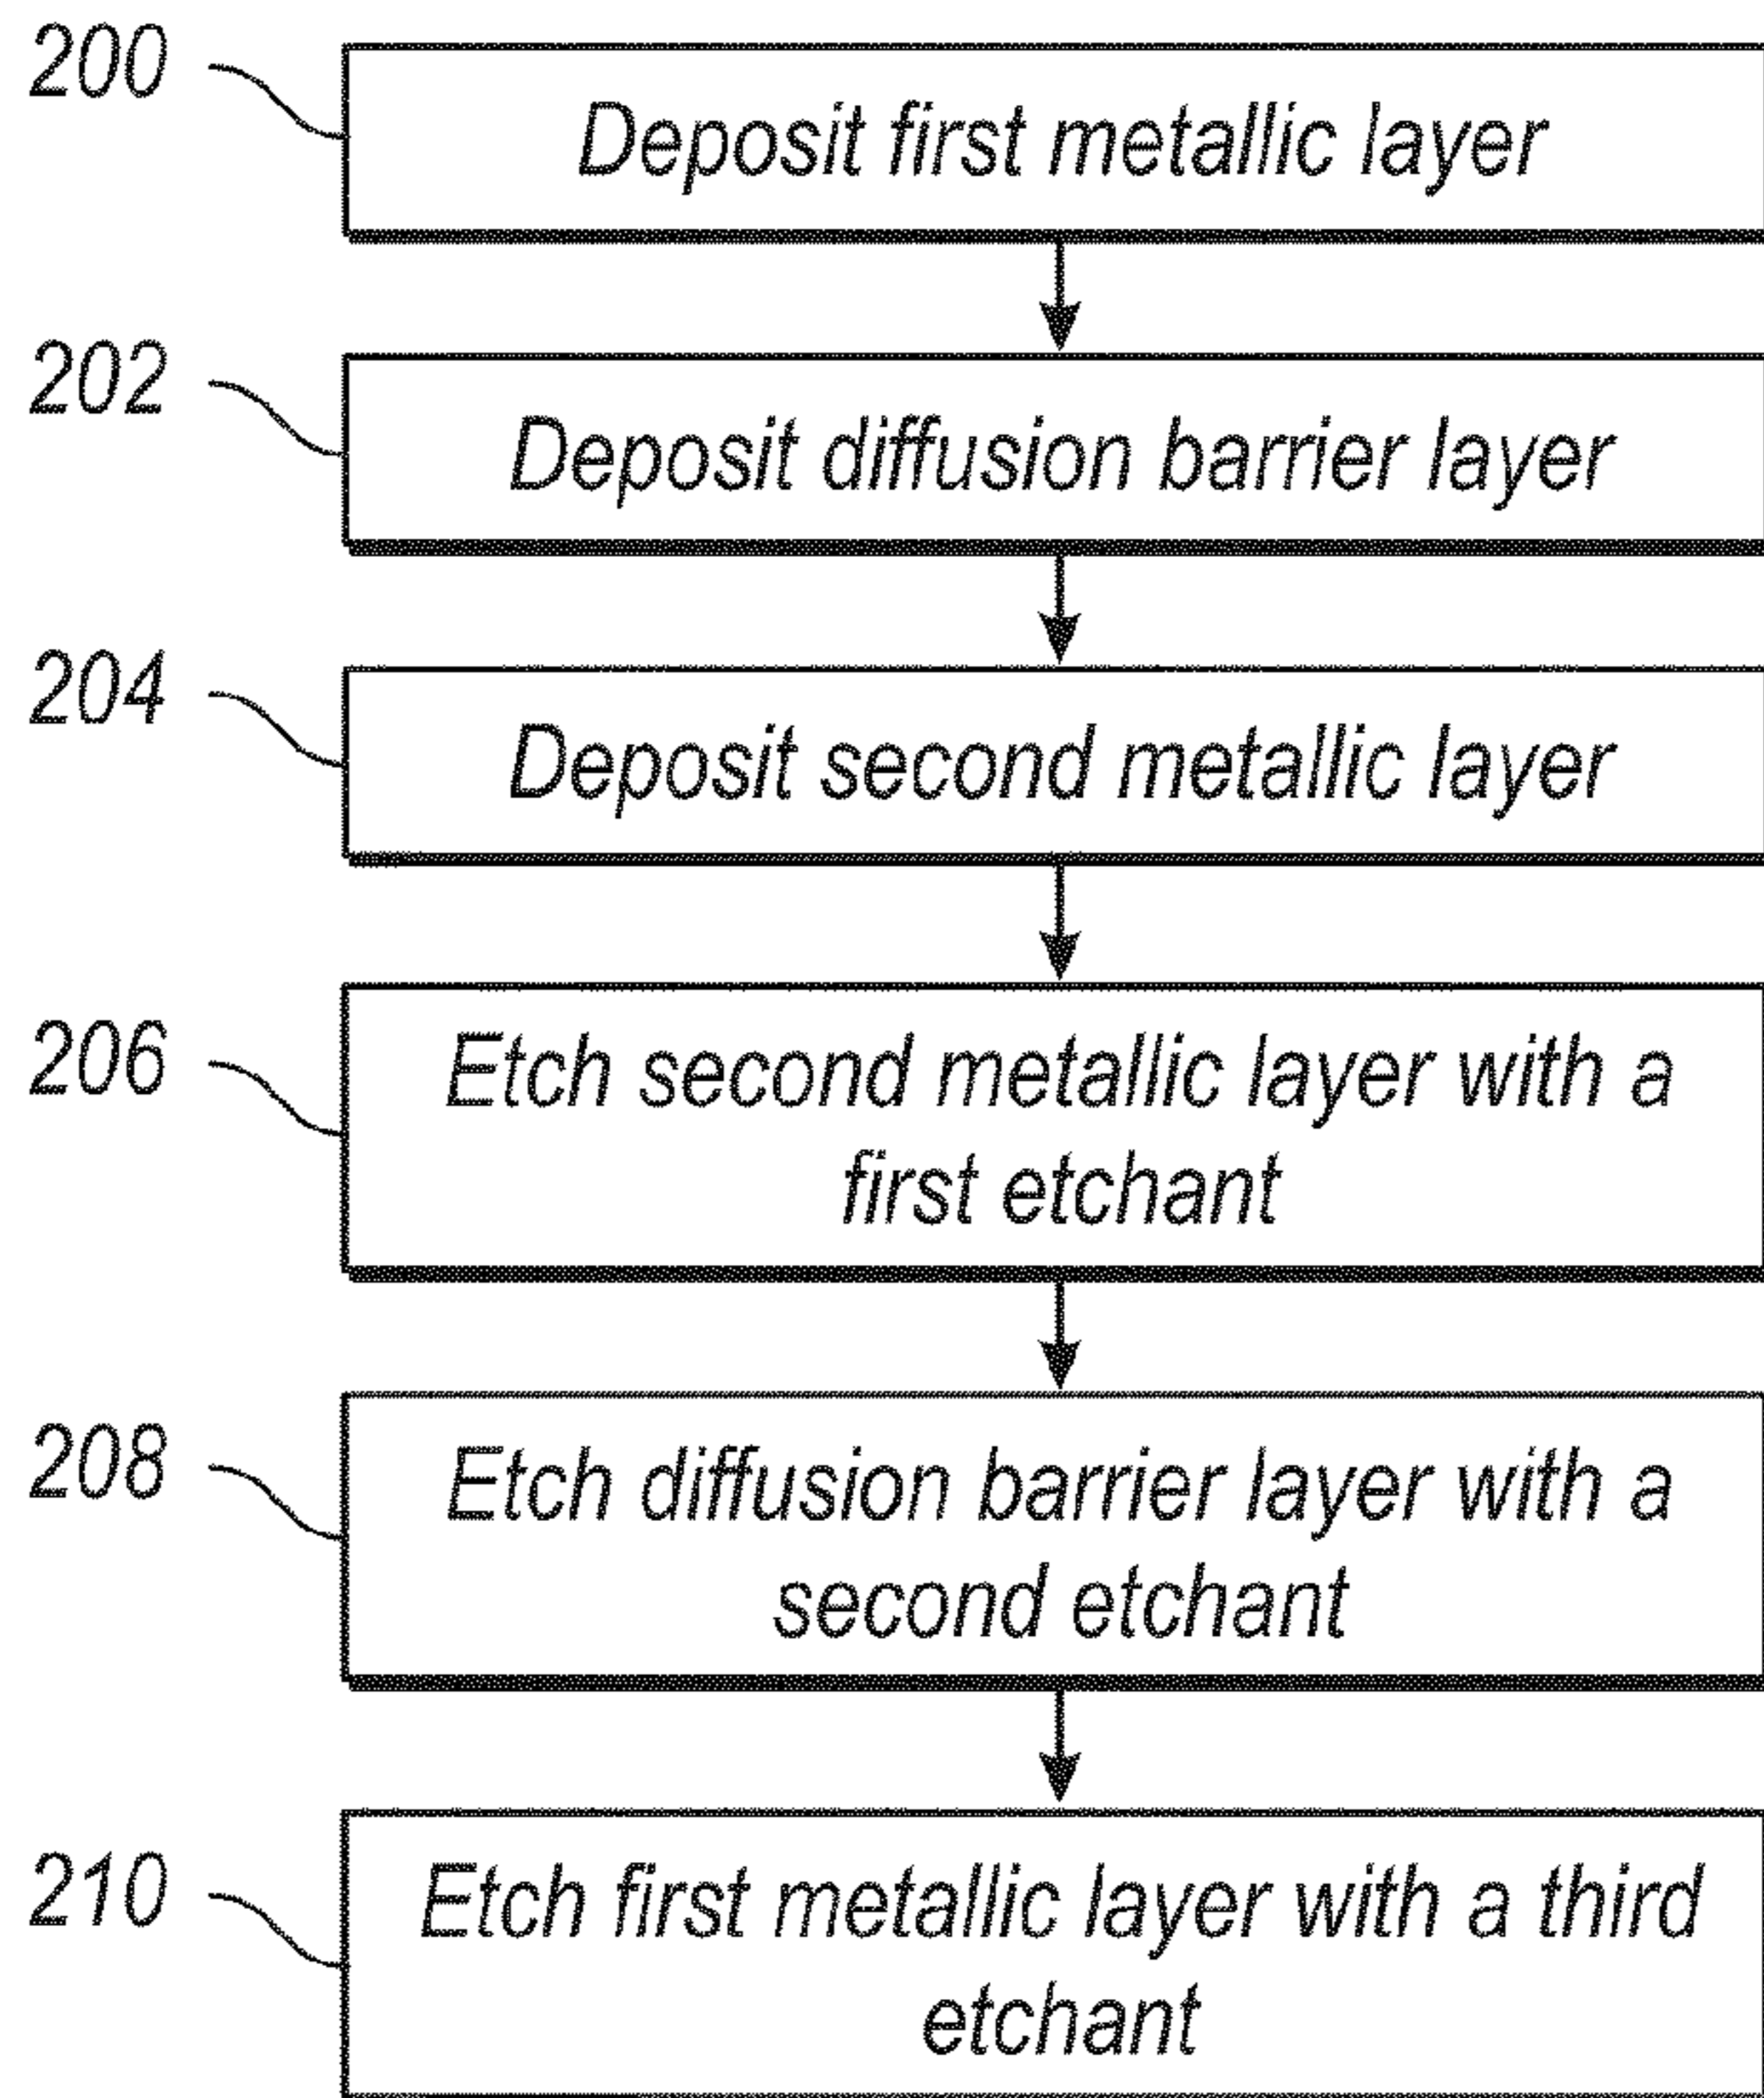 200
Deposit first metallic layer
202
Deposit diffusion barrier layer
204
Deposit second metallic layer
206
Etch second metallic layer with a
first etchant
208
Etch diffusion barrier layer with a
second etchant
210
Etch first metallic layer with a third
etchant